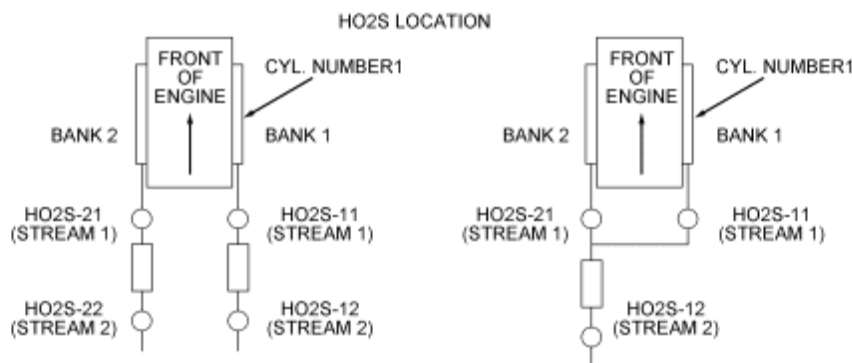 HO2S LOCATION
FRONT
OF
ENGINE
CYL. NUMBER1
BANK 2
BANK 1
HO2S-21
(STREAM 1)
HO2S-11
(STREAM 1)
HO2S-22
(STREAM 2)
HO2S-12
(STREAM 2)
FRONT
OF
ENGINE
CYL. NUMBER1
BANK 2
BANK 1
HO2S-21
(STREAM 1)
HO2S-11
(STREAM 1)
HO2S-12
(STREAM 2)